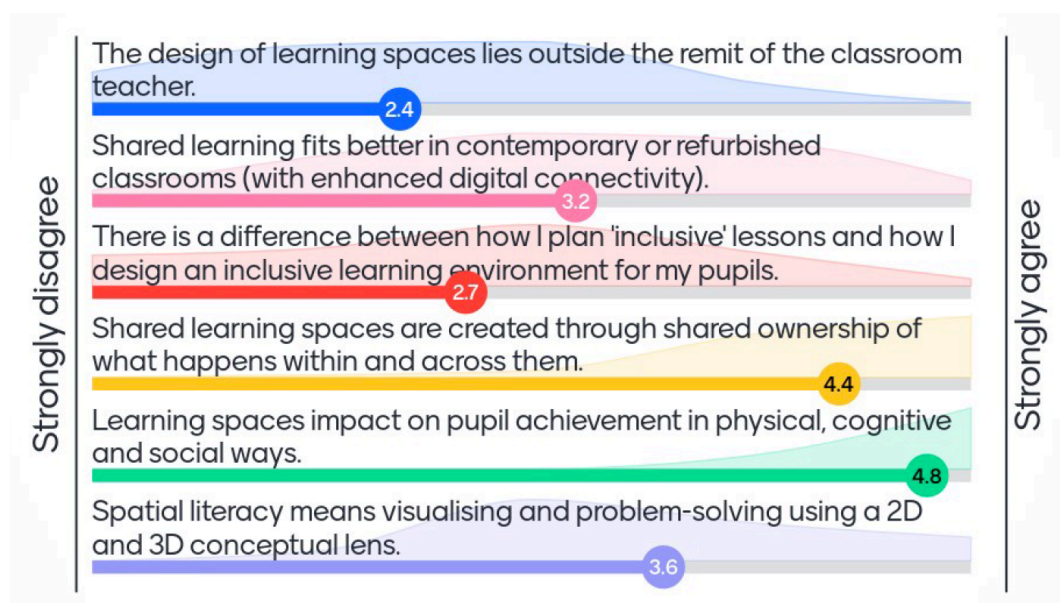 Strongly disagree
The design of learning spaces lies outside the remit of the classroom
teacher.
2.4
Shared learning fits better in contemporary or refurbished
classrooms (with enhanced digital connectivity).
3.2
There is a difference between how I plan 'inclusive' lessons and how I
design an inclusive learning environment for my pupils.
2.7
Shared learning spaces are created through shared ownership of
what happens within and across them.
4.4
Learning spaces impact on pupil achievement in physical, cognitive
and social ways.
4.8
Spatial literacy means visualising and problem-solving using a 2D
and 3D conceptual lens.
3.6
Strongly agree